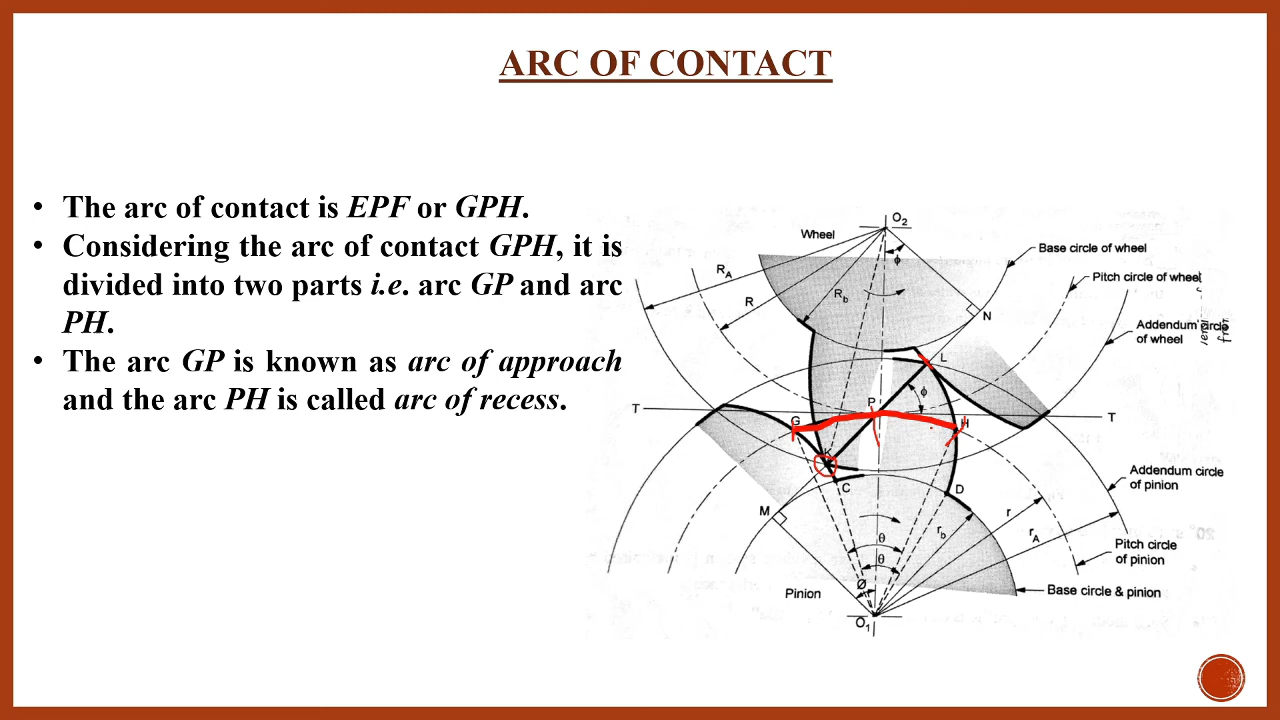 ARC OF CONTACT
• The arc of contact is EPF or GPH.
• Considering the arc of contact GPH, it is
divided into two parts i.e. arc GP and arc
PH.
• The arc GP is known as arc of approach
and the arc PH is called arc of recess.
O2
Wheel
ϕ
Base circle of wheel
RA
Pitch circle of wheel
R
Rb
N
Addendum circle
of wheel
L
ϕ
P
T
T
G
H
K
C
D
Addendum circle
of pinion
M
r
rb
rA
θ
θ
Pitch circle
of pinion
Ø
Pinion
Base circle & pinion
O1